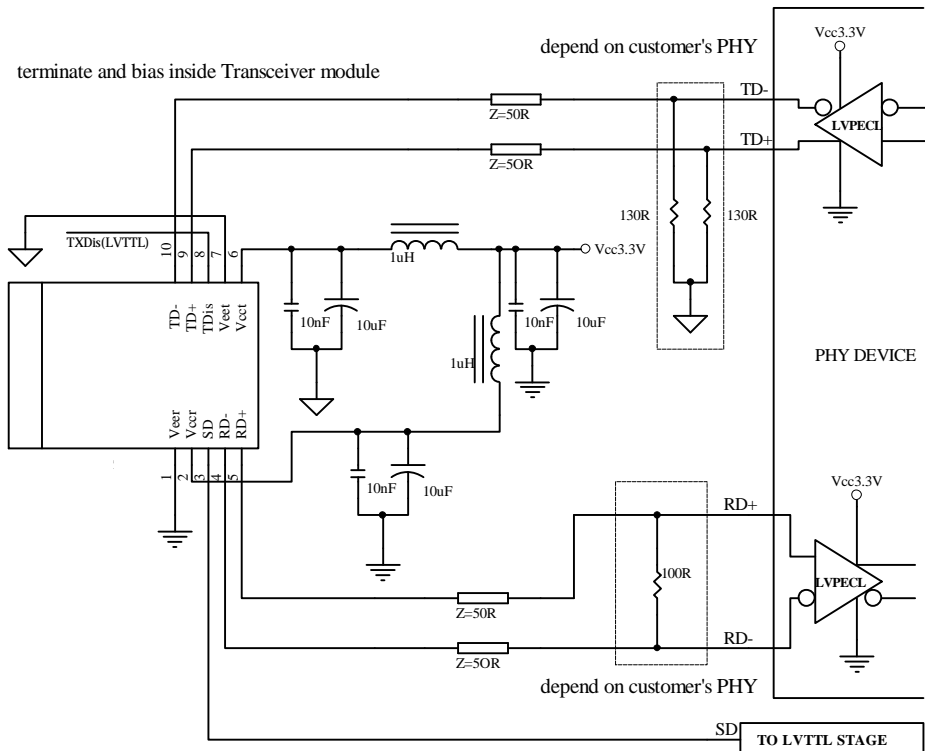 Vcc3.3V
depend on customer's PHY
terminate and bias inside Transceiver module
TD-
Z=50R
LVPECL
TD+
Z=5OR
130R
130R
TXDis(LVTTL)
10
9
8
7
6
1uH
Vcc3.3V
TD-
TD+
TDis
Veet
Vcct
10nF
10uF
10nF
10uF
1uH
PHY DEVICE
Veer
Vccr
SD
RD-
RD+
1
2
3
4
5
10nF
10uF
Vcc3.3V
RD+
100R
LVPECL
Z=50R
RD-
Z=5OR
depend on customer's PHY
SD
TO LVTTL STAGE